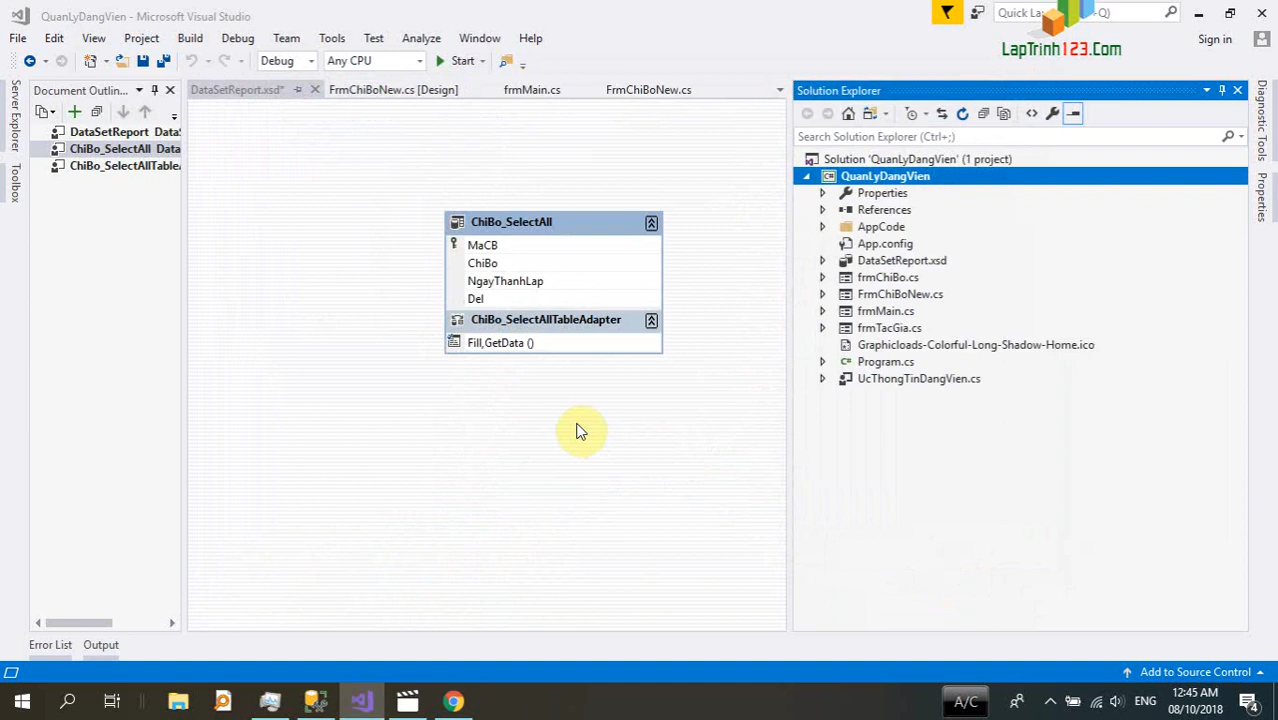 QuanLyDangVien - Microsoft Visual Studio
Quick La
+Q)
LapTrinh123.Com
File Edit View Project Build Debug Team Tools Test Analyze Window Help
Sign in
Debug Any CPU Start
Server Explorer
Toolbox
Document Outlin...
DataSetReport DataS
ChiBo_SelectAll Data
ChiBo_SelectAllTable
DataSetReport.xsd* FrmChiBoNew.cs [Design] frmMain.cs FrmChiBoNew.cs
ChiBo_SelectAll
MaCB
ChiBo
NgayThanhLap
Del
ChiBo_SelectAllTableAdapter
Fill,GetData ()
Solution Explorer
Search Solution Explorer (Ctrl+;)
Solution 'QuanLyDangVien' (1 project)
QuanLyDangVien
Properties
References
AppCode
App.config
DataSetReport.xsd
frmChiBo.cs
FrmChiBoNew.cs
frmMain.cs
frmTacGia.cs
Graphicloads-Colorful-Long-Shadow-Home.ico
Program.cs
UcThongTinDangVien.cs
Diagnostic Tools
Properties
Error List Output
Add to Source Control
A/C
ENG
12:45 AM
08/10/2018
4